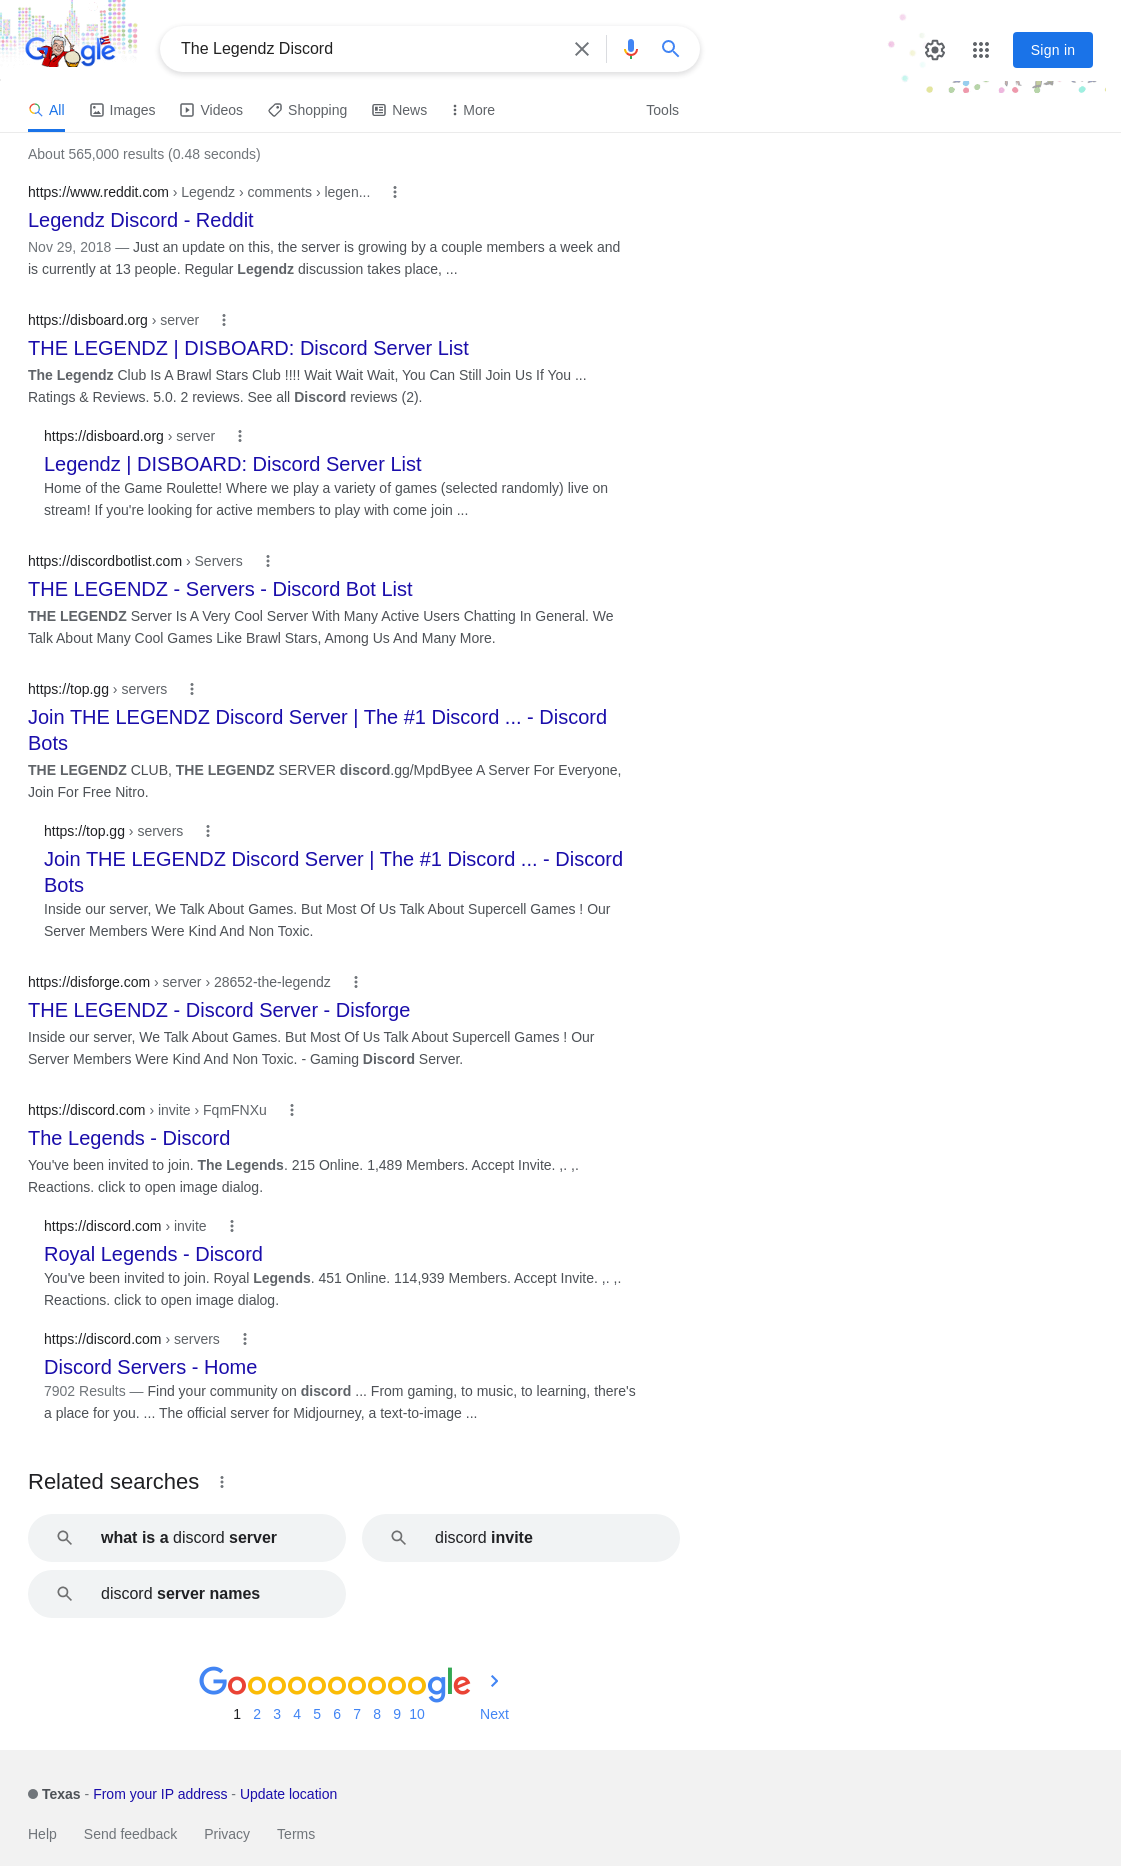 Google
The Legendz Discord
Sign in
All Images Videos Shopping News More Tools
About 565,000 results (0.48 seconds)
https://www.reddit.com › Legendz › comments › legen...
Legendz Discord - Reddit
Nov 29, 2018 — Just an update on this, the server is growing by a couple members a week and
is currently at 13 people. Regular Legendz discussion takes place, ...
https://disboard.org › server
THE LEGENDZ | DISBOARD: Discord Server List
The Legendz Club Is A Brawl Stars Club !!!! Wait Wait Wait, You Can Still Join Us If You ...
Ratings & Reviews. 5.0. 2 reviews. See all Discord reviews (2).
https://disboard.org › server
Legendz | DISBOARD: Discord Server List
Home of the Game Roulette! Where we play a variety of games (selected randomly) live on
stream! If you're looking for active members to play with come join ...
https://discordbotlist.com › Servers
THE LEGENDZ - Servers - Discord Bot List
THE LEGENDZ Server Is A Very Cool Server With Many Active Users Chatting In General. We
Talk About Many Cool Games Like Brawl Stars, Among Us And Many More.
https://top.gg › servers
Join THE LEGENDZ Discord Server | The #1 Discord ... - Discord
Bots
THE LEGENDZ CLUB, THE LEGENDZ SERVER discord.gg/MpdByee A Server For Everyone,
Join For Free Nitro.
https://top.gg › servers
Join THE LEGENDZ Discord Server | The #1 Discord ... - Discord
Bots
Inside our server, We Talk About Games. But Most Of Us Talk About Supercell Games ! Our
Server Members Were Kind And Non Toxic.
https://disforge.com › server › 28652-the-legendz
THE LEGENDZ - Discord Server - Disforge
Inside our server, We Talk About Games. But Most Of Us Talk About Supercell Games ! Our
Server Members Were Kind And Non Toxic. - Gaming Discord Server.
https://discord.com › invite › FqmFNXu
The Legends - Discord
You've been invited to join. The Legends. 215 Online. 1,489 Members. Accept Invite. ,. ,.
Reactions. click to open image dialog.
https://discord.com › invite
Royal Legends - Discord
You've been invited to join. Royal Legends. 451 Online. 114,939 Members. Accept Invite. ,. ,.
Reactions. click to open image dialog.
https://discord.com › servers
Discord Servers - Home
7902 Results — Find your community on discord ... From gaming, to music, to learning, there's
a place for you. ... The official server for Midjourney, a text-to-image ...
Related searches
what is a discord server
discord invite
discord server names
Goooooooooogle
1 2 3 4 5 6 7 8 9 10 Next
Texas - From your IP address - Update location
Help Send feedback Privacy Terms